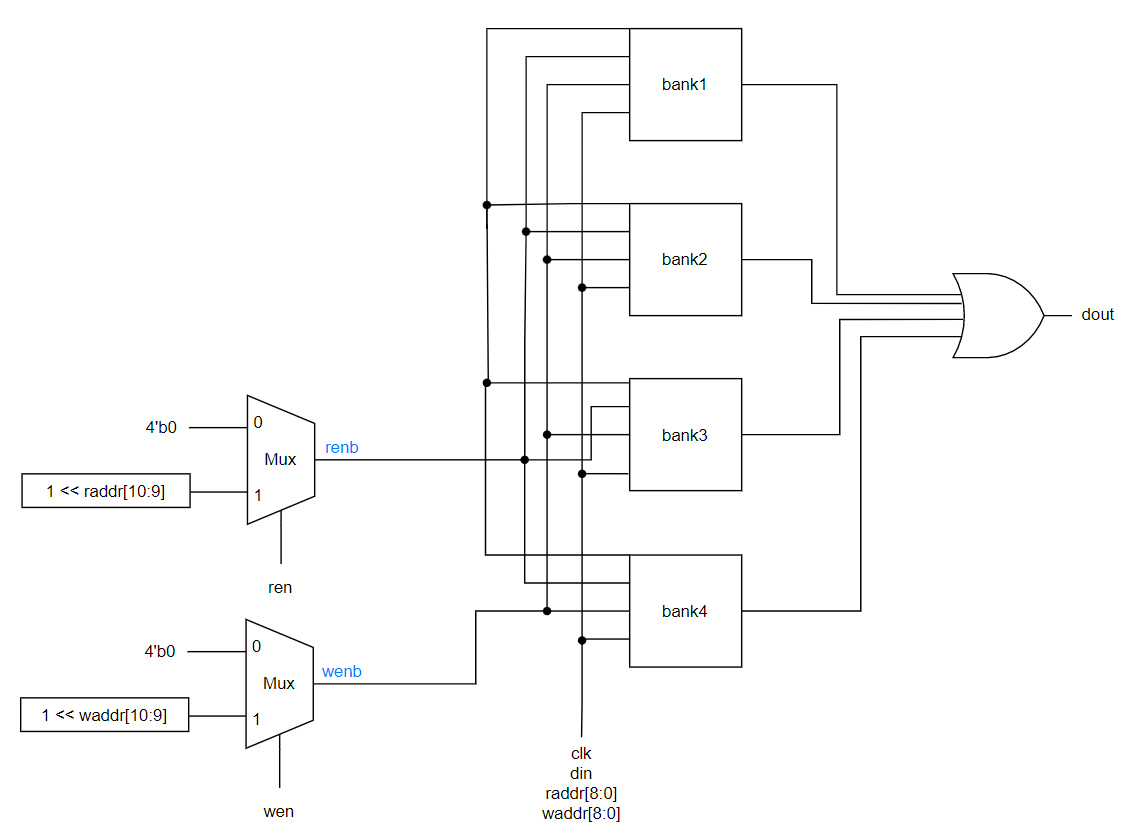 bank1
bank2
dout
bank3
4'b0
0
renb
Mux
1 << raddr[10:9]
1
ren
bank4
4'b0
0
wenb
Mux
1 << waddr[10:9]
1
wen
clk
din
raddr[8:0]
waddr[8:0]